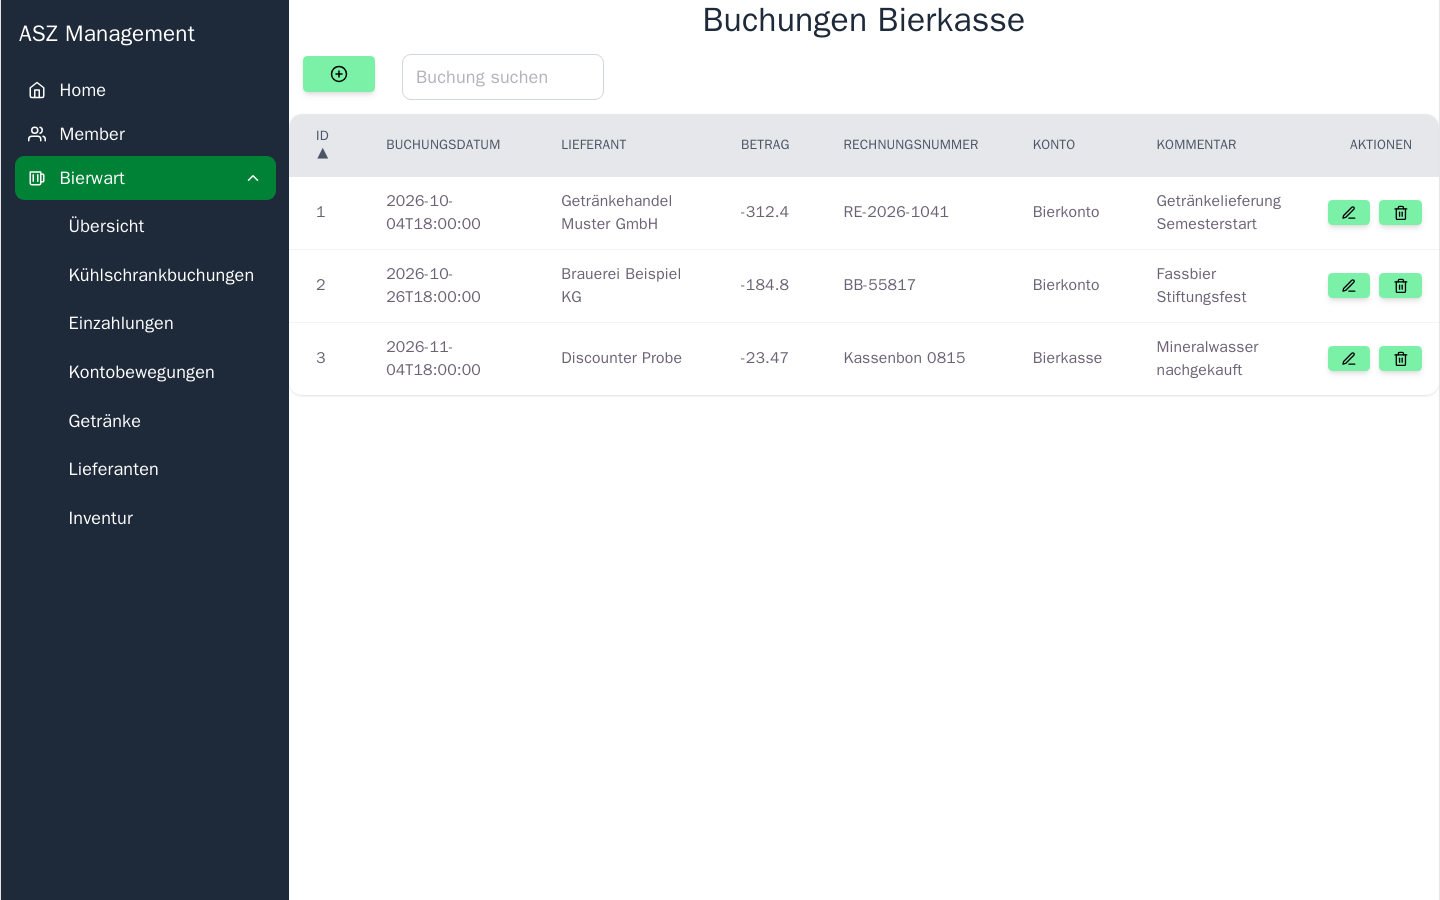 ASZ Management
Home
Member
Bierwart
Übersicht
Kühlschrankbuchungen
Einzahlungen
Kontobewegungen
Getränke
Lieferanten
Inventur
Buchungen Bierkasse
Buchung suchen
ID ▲ BUCHUNGSDATUM LIEFERANT BETRAG RECHNUNGSNUMMER KONTO KOMMENTAR AKTIONEN
1 2026-10- Getränkehandel -312.4 RE-2026-1041 Bierkonto Getränkelieferung
04T18:00:00 Muster GmbH Semesterstart
2 2026-10- Brauerei Beispiel -184.8 BB-55817 Bierkonto Fassbier
26T18:00:00 KG Stiftungsfest
3 2026-11- Discounter Probe -23.47 Kassenbon 0815 Bierkasse Mineralwasser
04T18:00:00 nachgekauft